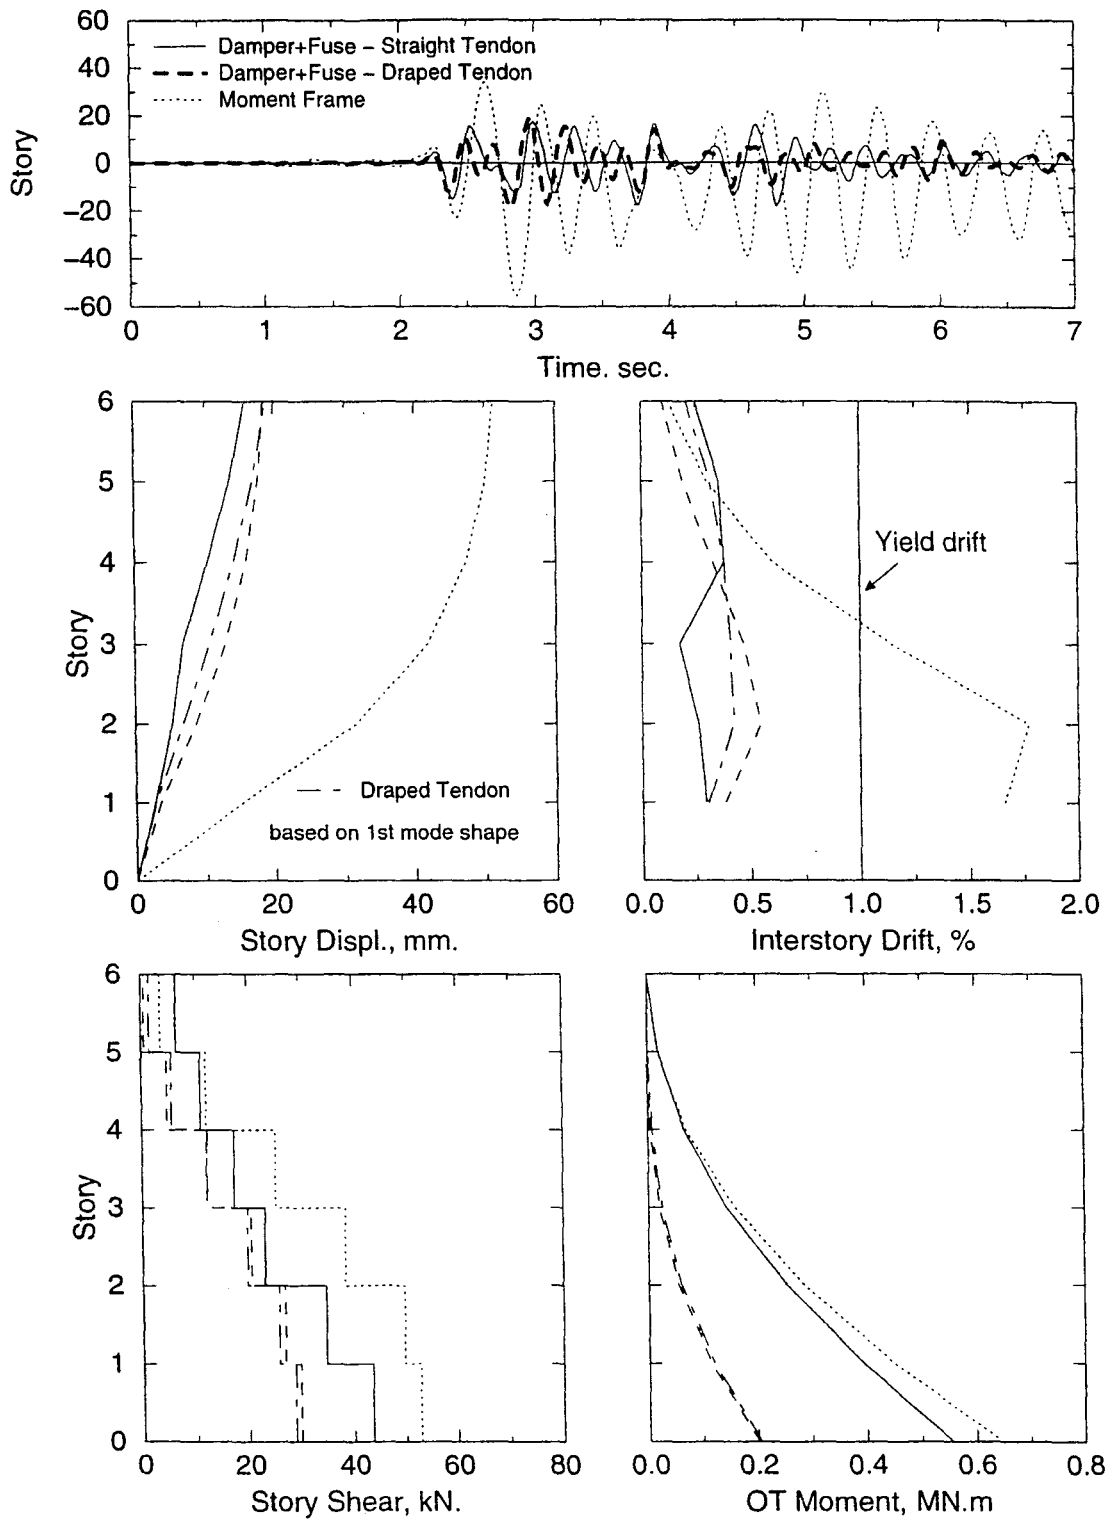 60
40
20
0
−20
−40
−60
Story
Damper+Fuse − Straight Tendon
Damper+Fuse − Draped Tendon
Moment Frame
0 1 2 3 4 5 6 7
Time. sec.
6
5
4
3
2
1
0
Story
Draped Tendon
based on 1st mode shape
0 20 40 60
Story Displ., mm.
Yield drift
0.0 0.5 1.0 1.5 2.0
Interstory Drift, %
6
5
4
3
2
1
0
Story
0 20 40 60 80
Story Shear, kN.
0.0 0.2 0.4 0.6 0.8
OT Moment, MN.m